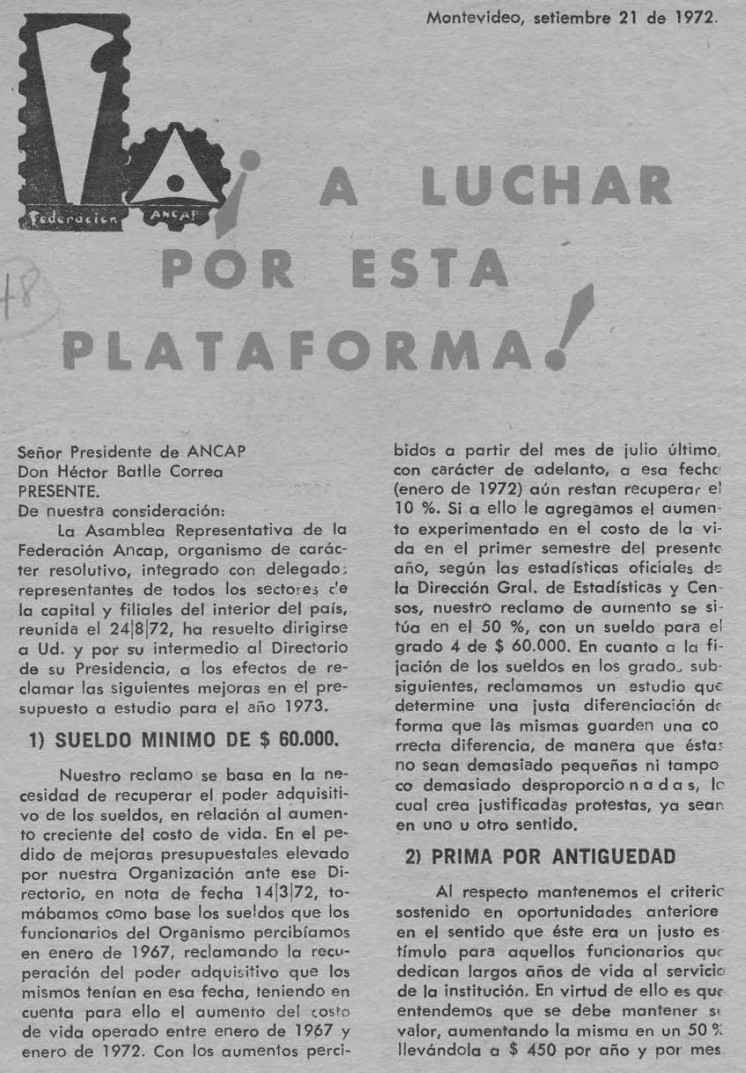 Montevideo, setiembre 21 de 1972.
Federación ANCAP
¡A LUCHAR
POR ESTA
PLATAFORMA!
48
Señor Presidente de ANCAP
Don Héctor Batlle Correa
PRESENTE.
De nuestra consideración:
La Asamblea Representativa de la
Federación Ancap, organismo de carác-
ter resolutivo, integrado con delegados
representantes de todos los sectores de
la capital y filiales del interior del país,
reunida el 24|8|72, ha resuelto dirigirse
a Ud. y por su intermedio al Directorio
de su Presidencia, a los efectos de re-
clamar las siguientes mejoras en el pre-
supuesto a estudio para el año 1973.
1) SUELDO MINIMO DE $ 60.000.
Nuestro reclamo se basa en la ne-
cesidad de recuperar el poder adquisiti-
vo de los sueldos, en relación al aumen-
to creciente del costo de vida. En el pe-
dido de mejoras presupuestales elevado
por nuestra Organización ante ese Di-
rectorio, en nota de fecha 14|3|72, to-
mábamos como base los sueldos que los
funcionarios del Organismo percibíamos
en enero de 1967, reclamando la recu-
peración del poder adquisitivo que los
mismos tenían en esa fecha, teniendo en
cuenta para ello el aumento del costo
de vida operado entre enero de 1967 y
enero de 1972. Con los aumentos perci-
bidos a partir del mes de julio último,
con carácter de adelanto, a esa fecha
(enero de 1972) aún restan recuperar el
10 %. Si a ello le agregamos el aumen-
to experimentado en el costo de la vi-
da en el primer semestre del presente
año, según las estadísticas oficiales de
la Dirección Gral. de Estadísticas y Cen-
sos, nuestro reclamo de aumento se si-
túa en el 50 %, con un sueldo para el
grado 4 de $ 60.000. En cuanto a la fi-
jación de los sueldos en los grados sub-
siguientes, reclamamos un estudio que
determine una justa diferenciación de
forma que las mismas guarden una co
rrecta diferencia, de manera que éstas
no sean demasiado pequeñas ni tampo
co demasiado desproporcionadas, lo
cual crea justificadas protestas, ya sean
en uno u otro sentido.
2) PRIMA POR ANTIGUEDAD
Al respecto mantenemos el criterio
sostenido en oportunidades anteriore
en el sentido que éste era un justo es
tímulo para aquellos funcionarios que
dedican largos años de vida al servicio
de la institución. En virtud de ello es que
entendemos que se debe mantener su
valor, aumentando la misma en un 50 %
llevándola a $ 450 por año y por mes.